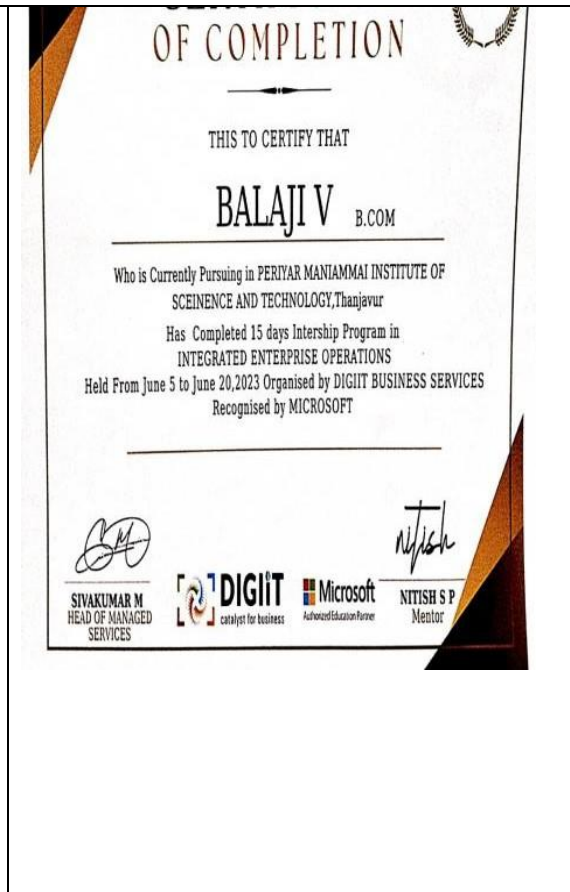 OF COMPLETION
THIS TO CERTIFY THAT
BALAJI V B.COM
Who is Currently Pursuing in PERIYAR MANIAMMAI INSTITUTE OF
SCEINENCE AND TECHNOLOGY,Thanjavur
Has Completed 15 days Intership Program in
INTEGRATED ENTERPRISE OPERATIONS
Held From June 5 to June 20,2023 Organised by DIGIIT BUSINESS SERVICES
Recognised by MICROSOFT
nitish
SIVAKUMAR M
HEAD OF MANAGED
SERVICES
DIGIIT
catalyst for business
Microsoft
Authorized Education Partner
NITISH S P
Mentor